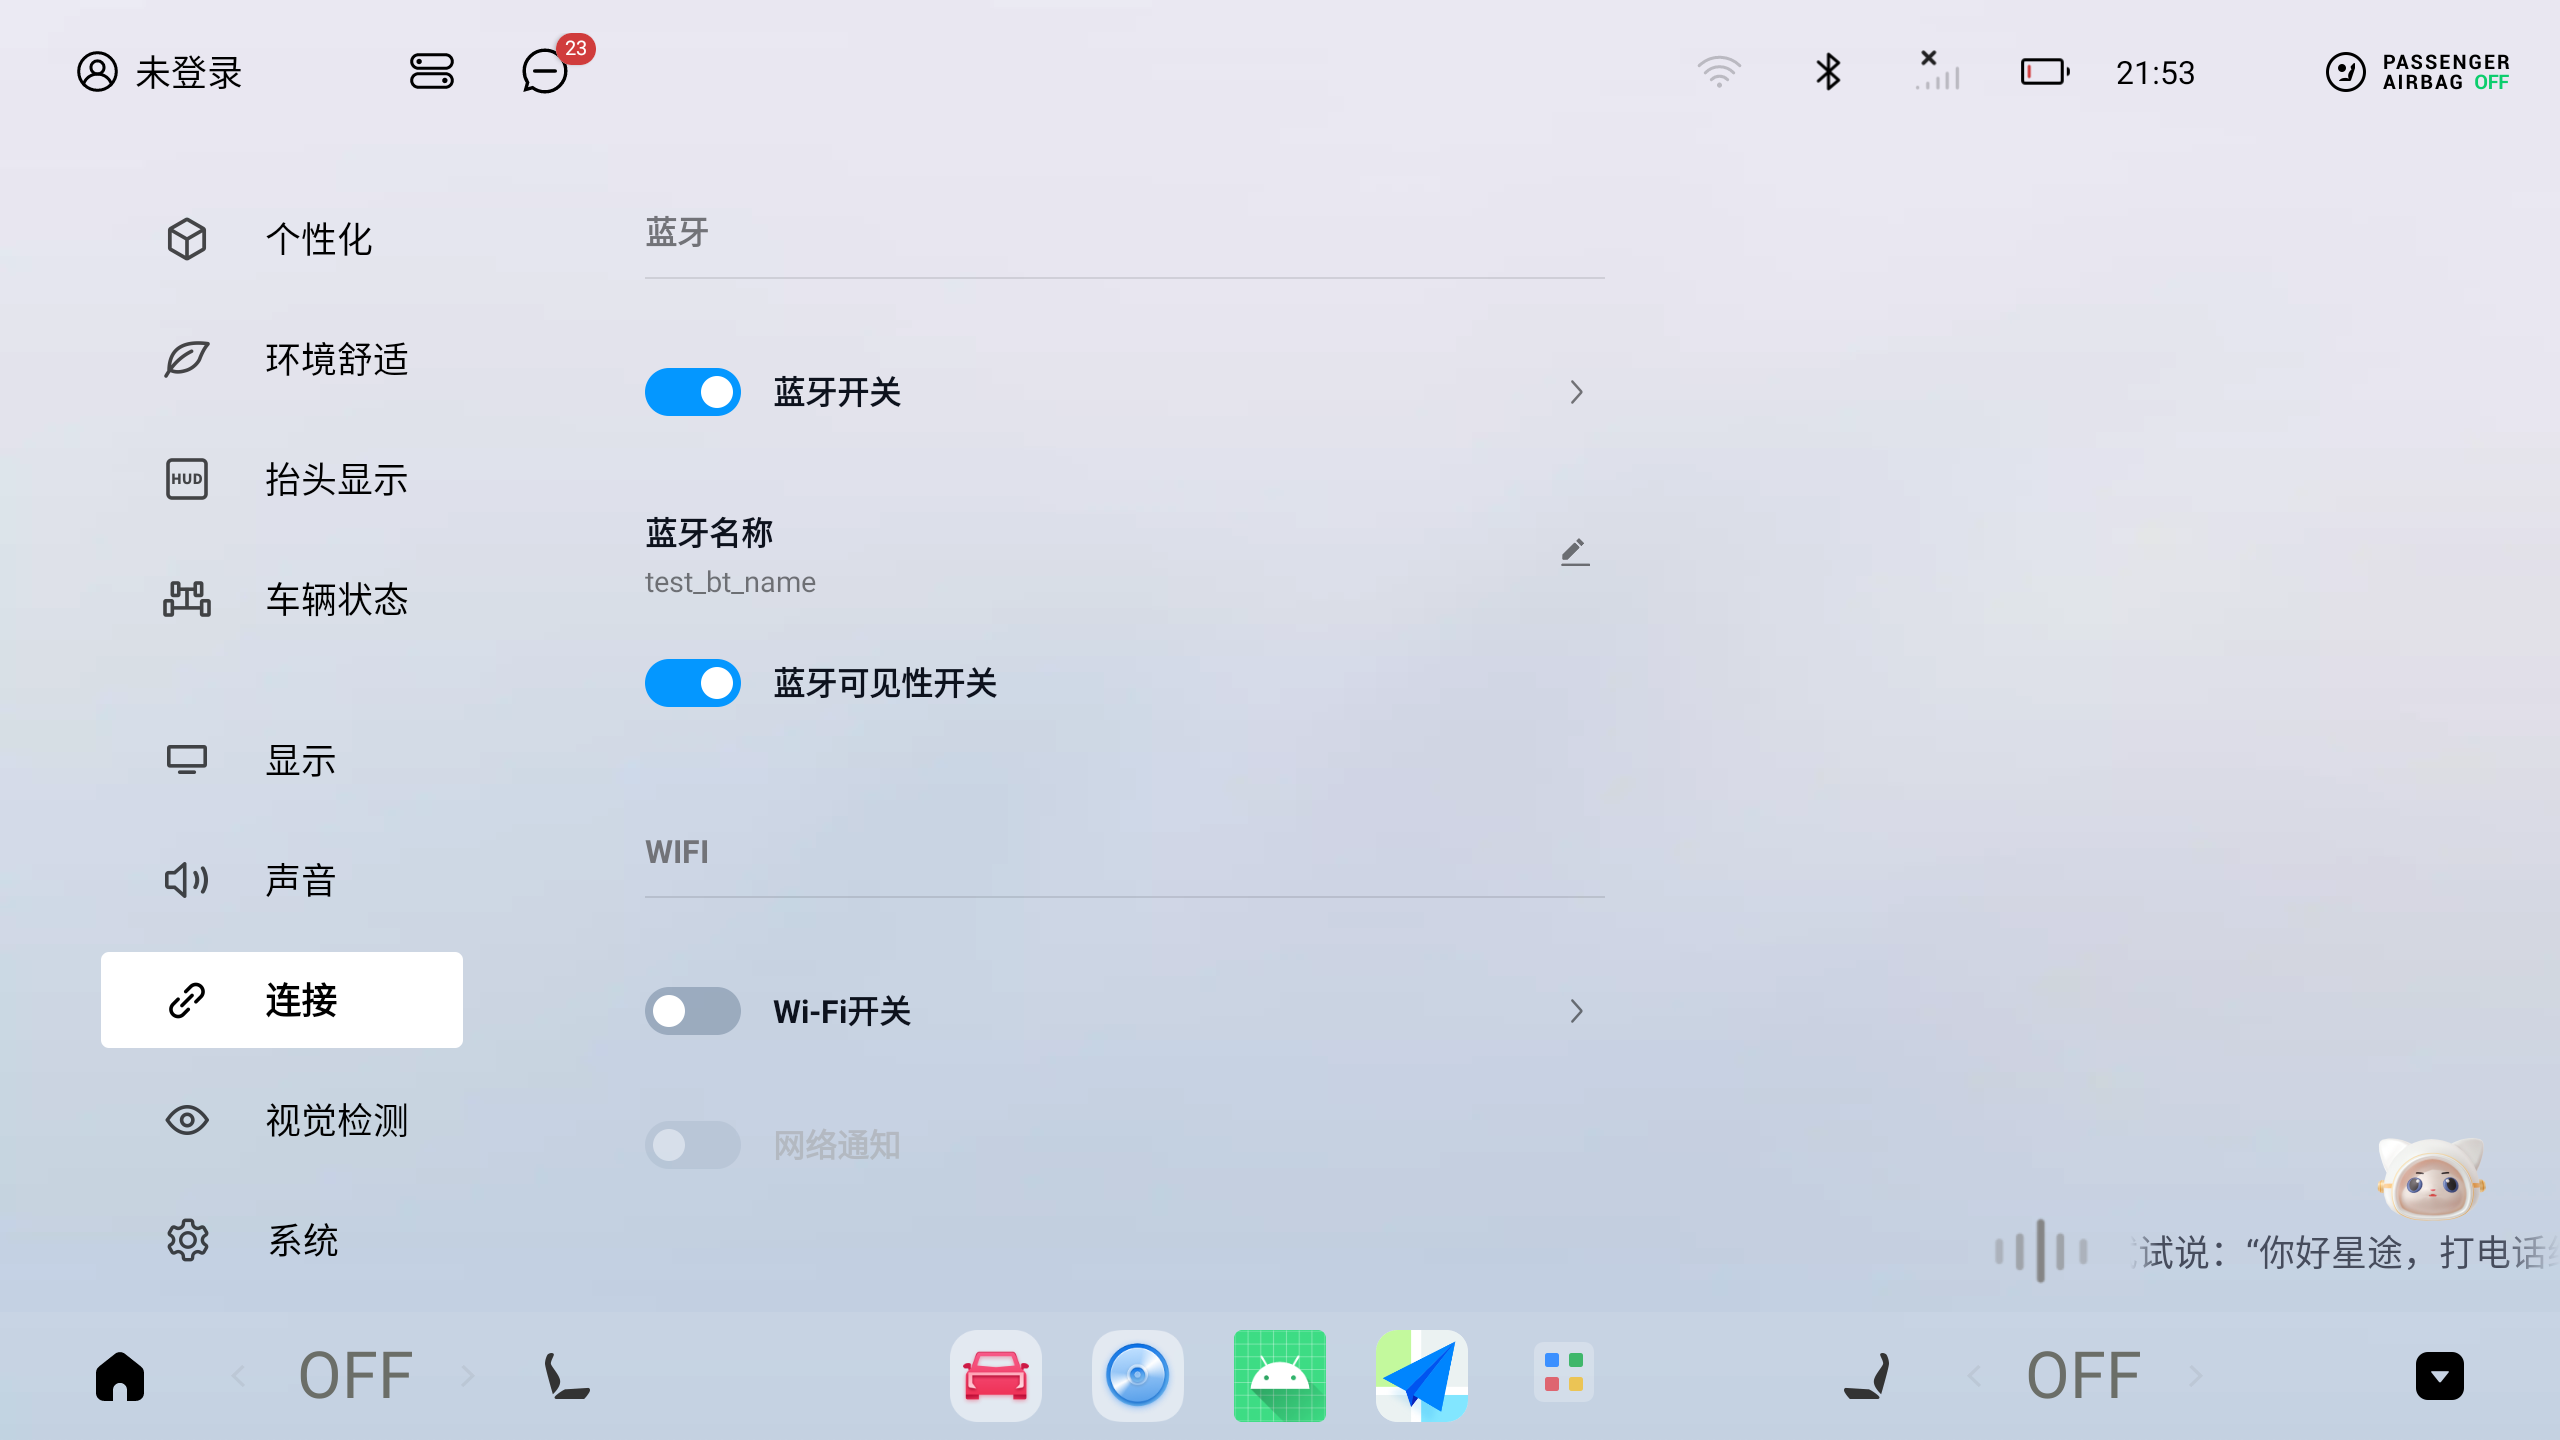 未登录
23
21:53
PASSENGER
AIRBAG OFF
个性化
环境舒适
HUD
抬头显示
车辆状态
显示
声音
连接
视觉检测
系统
蓝牙
蓝牙开关
蓝牙名称
test_bt_name
蓝牙可见性开关
WIFI
Wi-Fi开关
网络通知
试说：“你好星途，打电话
OFF
OFF